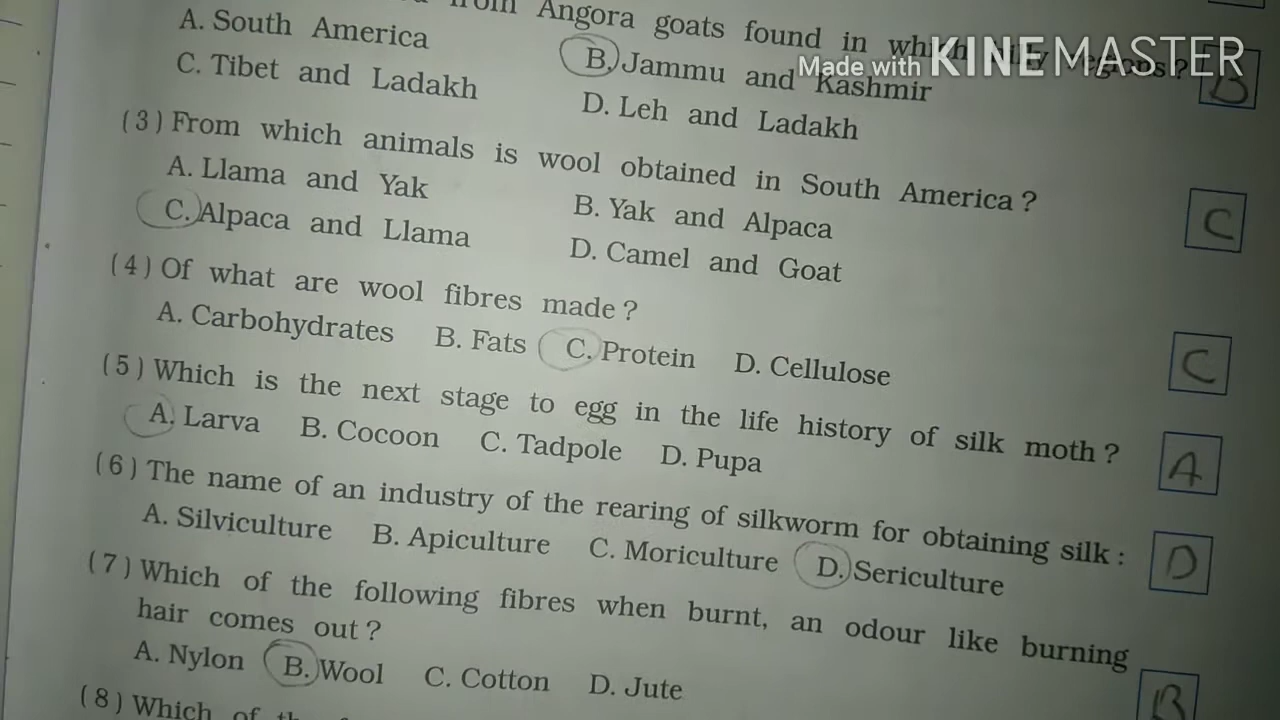 from Angora goats found in which hilly regions?
A. South America
B. Jammu and Kashmir
B
C. Tibet and Ladakh
D. Leh and Ladakh
Made with KINEMASTER
(3) From which animals is wool obtained in South America?
A. Llama and Yak
B. Yak and Alpaca
C
C. Alpaca and Llama
D. Camel and Goat
(4) Of what are wool fibres made?
A. Carbohydrates B. Fats C. Protein D. Cellulose
C
(5) Which is the next stage to egg in the life history of silk moth?
A. Larva B. Cocoon C. Tadpole D. Pupa
A
(6) The name of an industry of the rearing of silkworm for obtaining silk:
A. Silviculture B. Apiculture C. Moriculture D. Sericulture
D
(7) Which of the following fibres when burnt, an odour like burning
hair comes out?
A. Nylon B. Wool C. Cotton D. Jute
B
(8) Which of